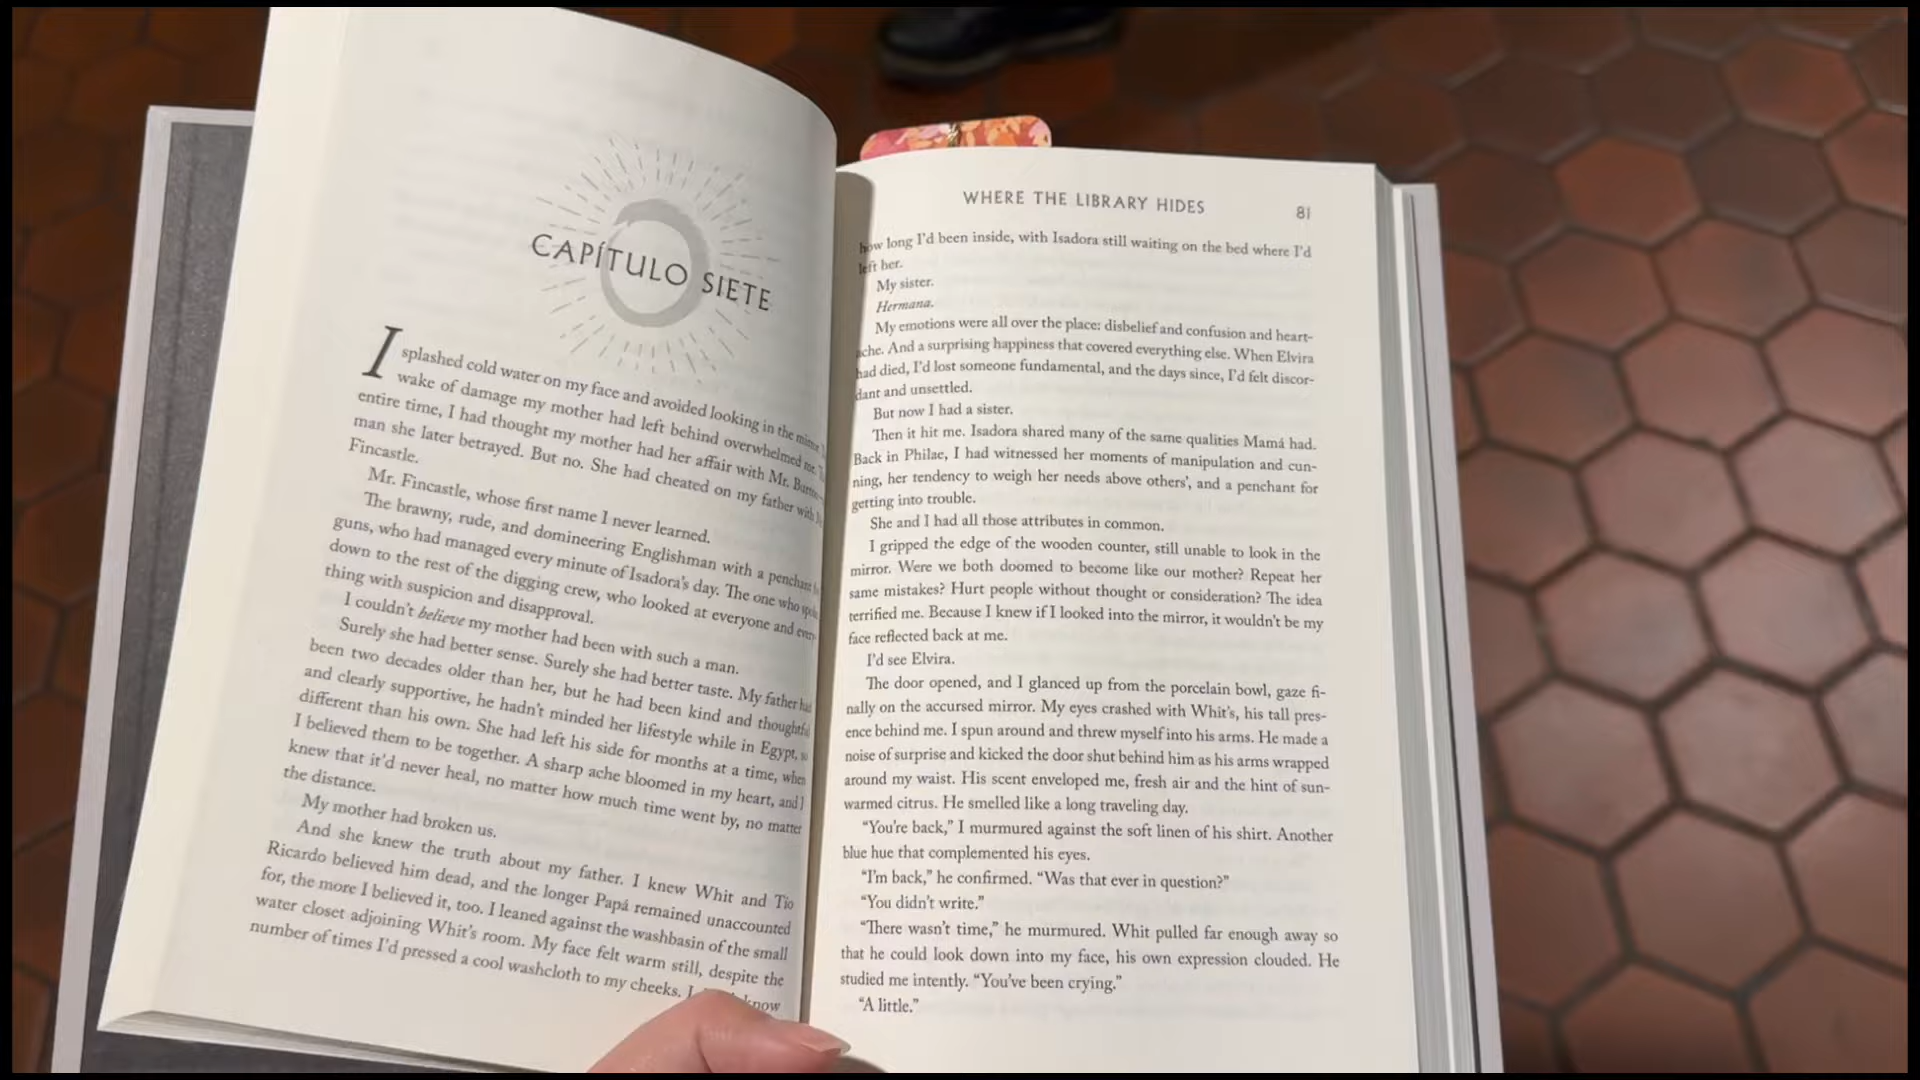 CAPÍTULO SIETE
I splashed cold water on my face and avoided looking in the mirror.
wake of damage my mother had left behind overwhelmed me.
entire time, I had thought my mother had her affair with Mr. Burton—
man she later betrayed. But no. She had cheated on my father with
Fincastle.
Mr. Fincastle, whose first name I never learned.
The brawny, rude, and domineering Englishman with a penchant
guns, who had managed every minute of Isadora's day. The one who spoke
down to the rest of the digging crew, who looked at everyone and every-
thing with suspicion and disapproval.
I couldn't believe my mother had been with such a man.
Surely she had better sense. Surely she had better taste. My father had
been two decades older than her, but he had been kind and thoughtful
and clearly supportive, he hadn't minded her lifestyle while in Egypt, so
different than his own. She had left his side for months at a time, when
I believed them to be together. A sharp ache bloomed in my heart, and I
knew that it'd never heal, no matter how much time went by, no matter
the distance.
My mother had broken us.
And she knew the truth about my father. I knew Whit and Tío
Ricardo believed him dead, and the longer Papá remained unaccounted
for, the more I believed it, too. I leaned against the washbasin of the small
water closet adjoining Whit's room. My face felt warm still, despite the
number of times I'd pressed a cool washcloth to my cheeks. I know
WHERE THE LIBRARY HIDES 81
how long I'd been inside, with Isadora still waiting on the bed where I'd
left her.
My sister.
Hermana.
My emotions were all over the place: disbelief and confusion and heart-
ache. And a surprising happiness that covered everything else. When Elvira
had died, I'd lost someone fundamental, and the days since, I'd felt discor-
dant and unsettled.
But now I had a sister.
Then it hit me. Isadora shared many of the same qualities Mamá had.
Back in Philae, I had witnessed her moments of manipulation and cun-
ning, her tendency to weigh her needs above others', and a penchant for
getting into trouble.
She and I had all those attributes in common.
I gripped the edge of the wooden counter, still unable to look in the
mirror. Were we both doomed to become like our mother? Repeat her
same mistakes? Hurt people without thought or consideration? The idea
terrified me. Because I knew if I looked into the mirror, it wouldn't be my
face reflected back at me.
I'd see Elvira.
The door opened, and I glanced up from the porcelain bowl, gaze fi-
nally on the accursed mirror. My eyes crashed with Whit's, his tall pres-
ence behind me. I spun around and threw myself into his arms. He made a
noise of surprise and kicked the door shut behind him as his arms wrapped
around my waist. His scent enveloped me, fresh air and the hint of sun-
warmed citrus. He smelled like a long traveling day.
“You're back,” I murmured against the soft linen of his shirt. Another
blue hue that complemented his eyes.
“I'm back,” he confirmed. “Was that ever in question?”
“You didn't write.”
“There wasn't time,” he murmured. Whit pulled far enough away so
that he could look down into my face, his own expression clouded. He
studied me intently. “You've been crying.”
“A little.”